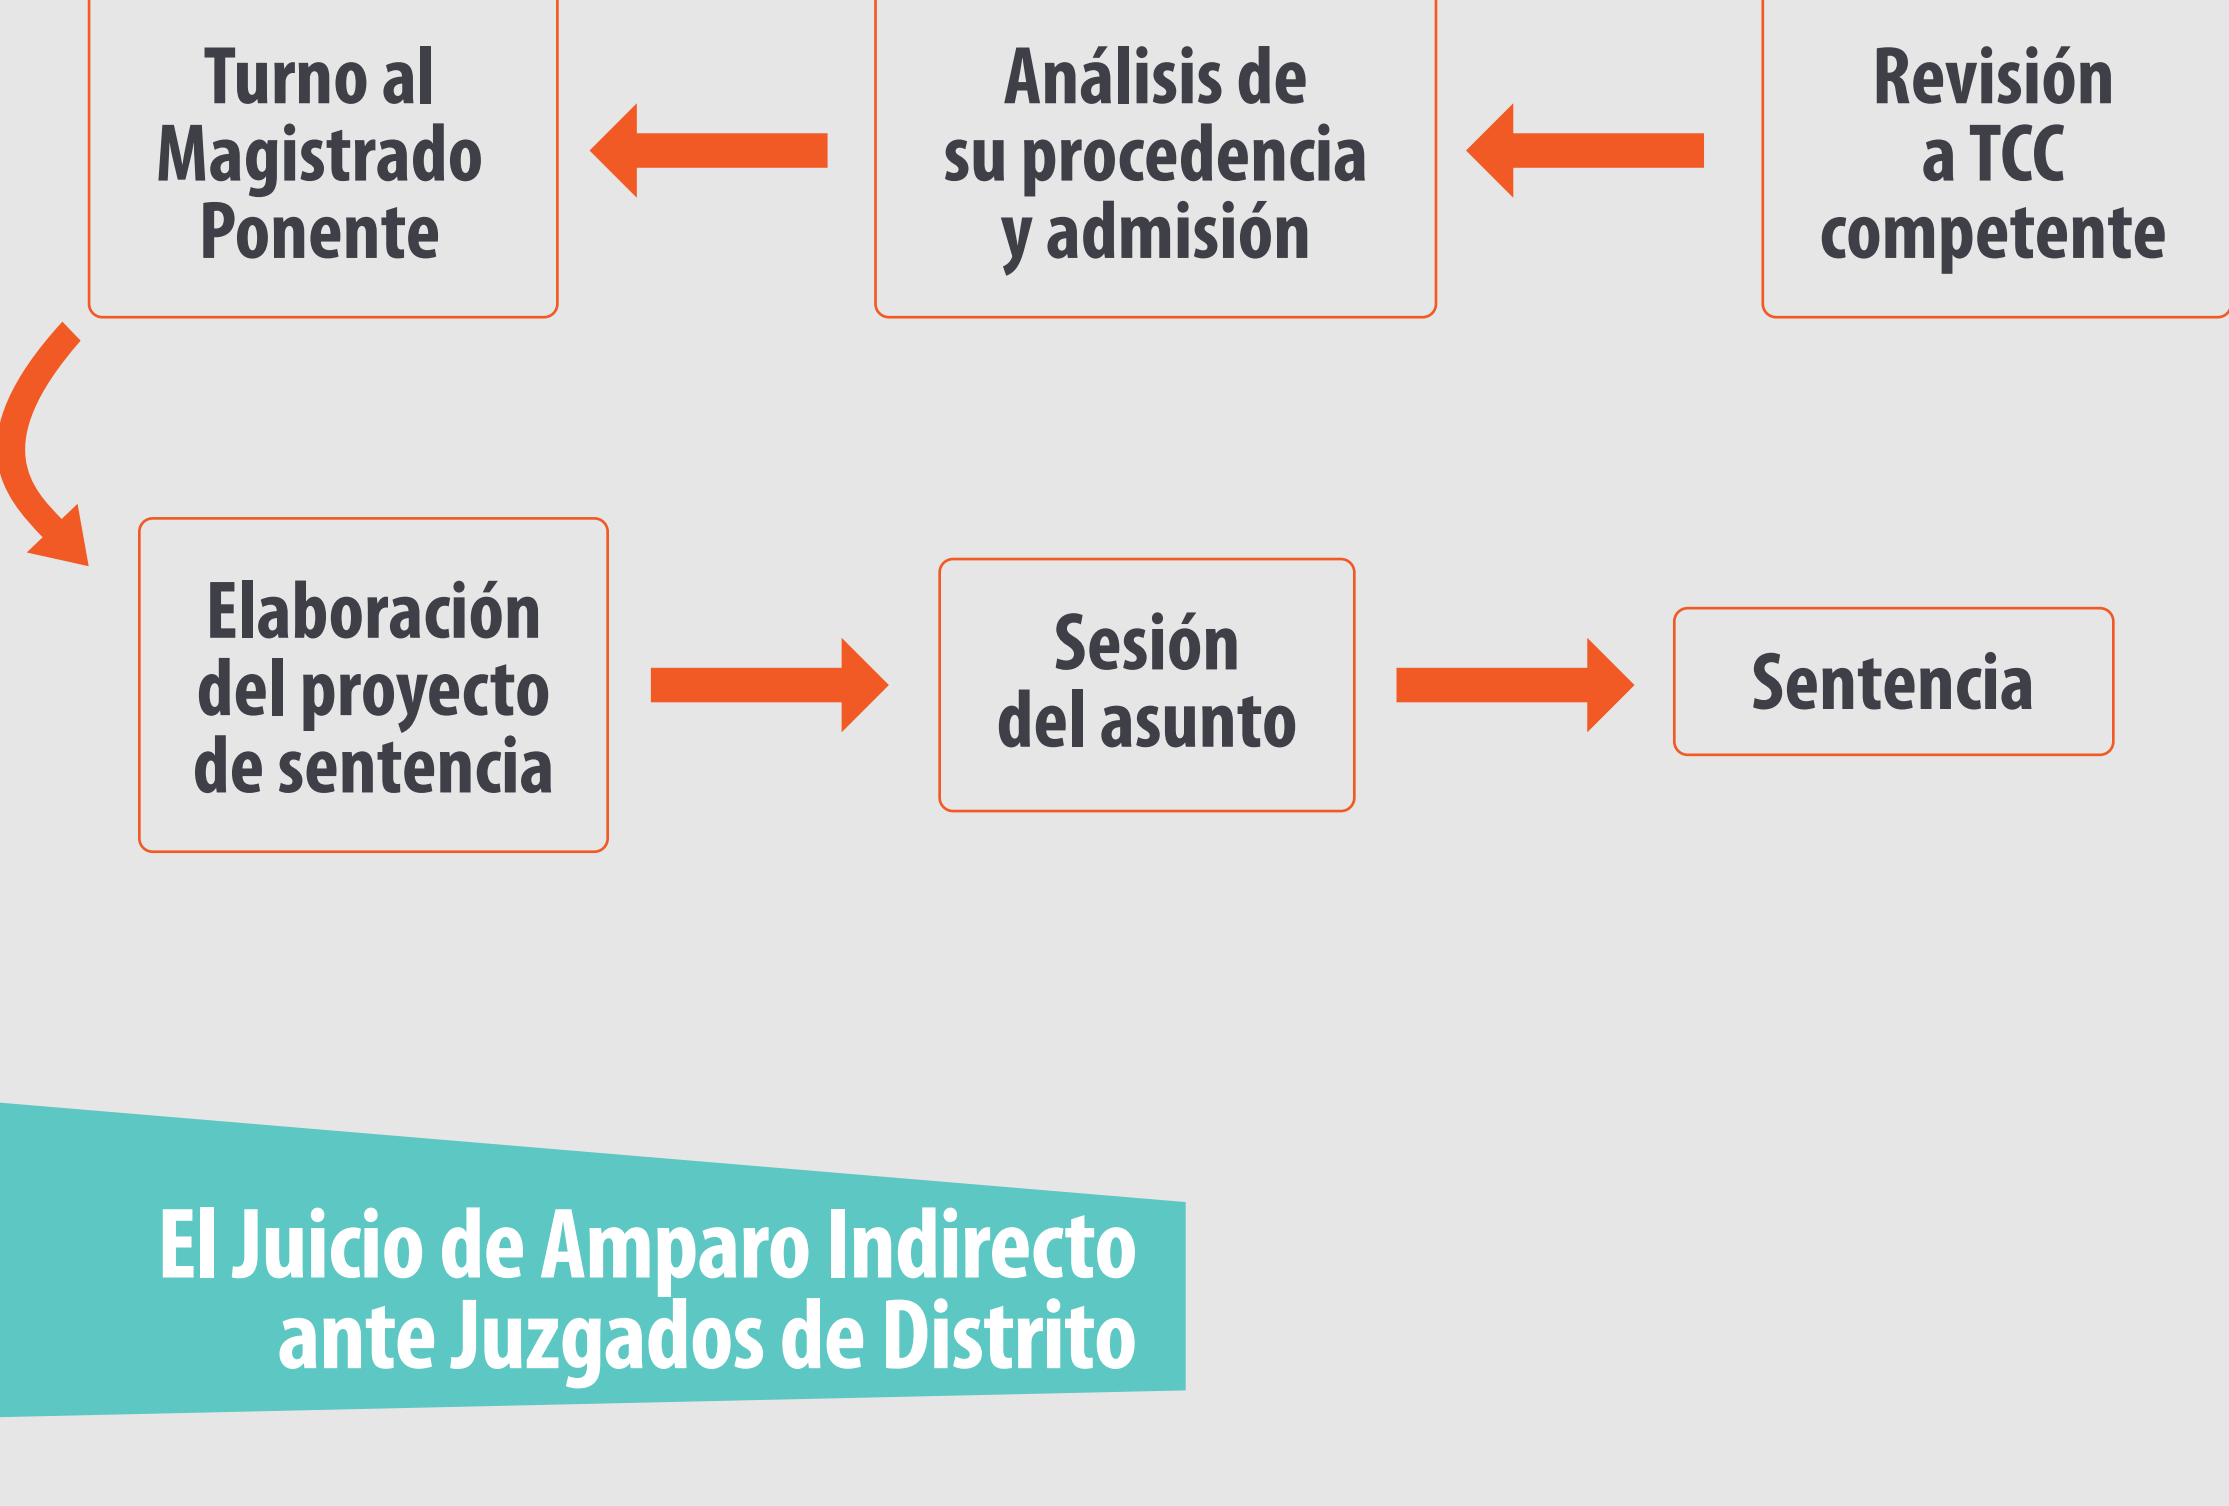 Turno al
Magistrado
Ponente
Análisis de
su procedencia
y admisión
Revisión
a TCC
competente
Elaboración
del proyecto
de sentencia
Sesión
del asunto
Sentencia
El Juicio de Amparo Indirecto
ante Juzgados de Distrito